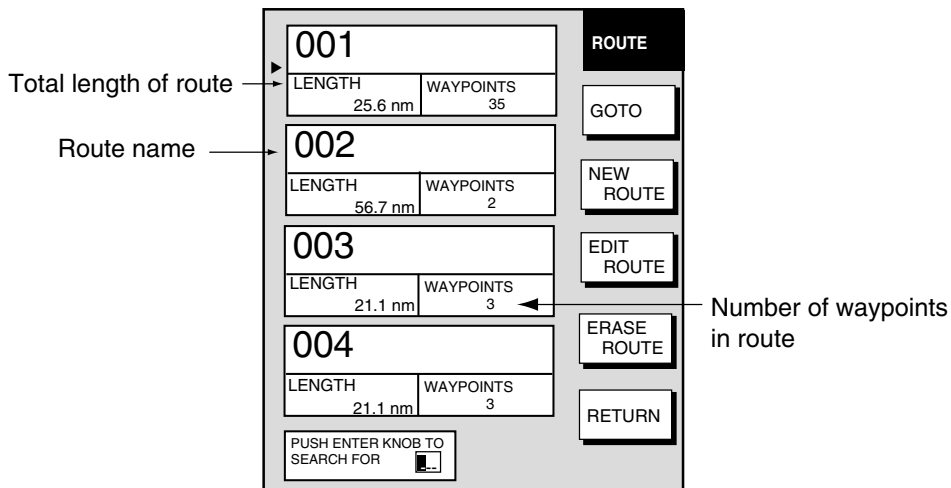 Total length of route
Route name
Number of waypoints
in route
001
LENGTH
25.6 nm
WAYPOINTS
35
002
LENGTH
56.7 nm
WAYPOINTS
2
003
LENGTH
21.1 nm
WAYPOINTS
3
004
LENGTH
21.1 nm
WAYPOINTS
3
PUSH ENTER KNOB TO
SEARCH FOR _ _ _
ROUTE
GOTO
NEW
ROUTE
EDIT
ROUTE
ERASE
ROUTE
RETURN